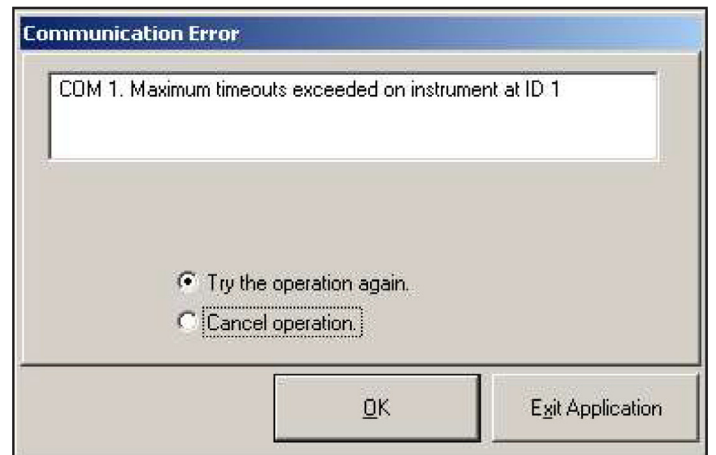 Communication Error
COM 1. Maximum timeouts exceeded on instrument at ID 1
Try the operation again.
Cancel operation.
OK
Exit Application